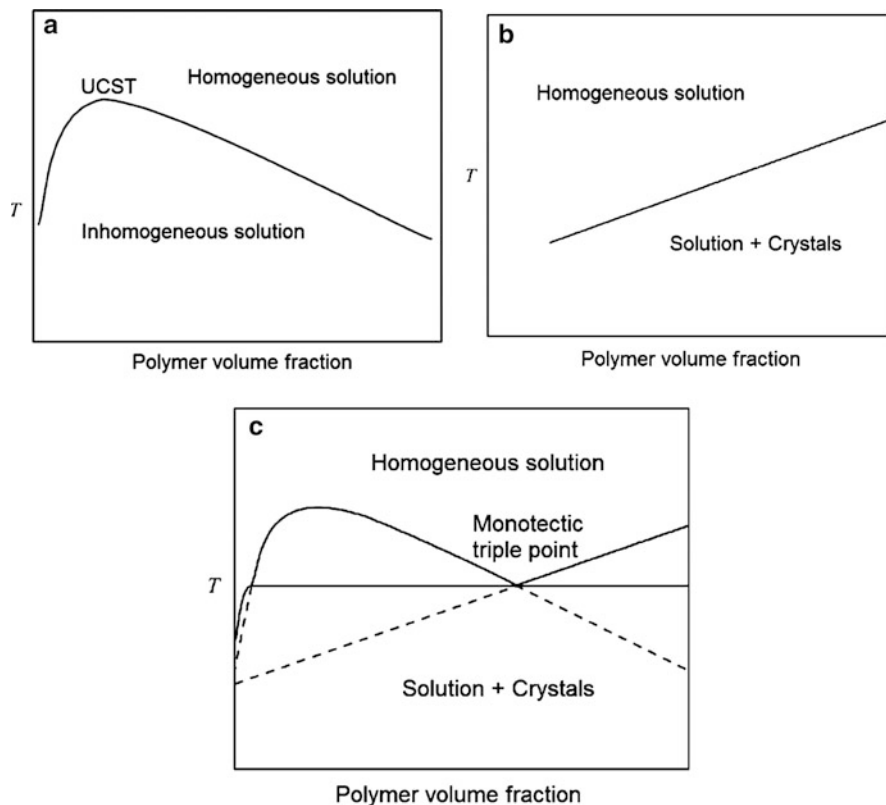 a
Homogeneous solution
UCST
T
Inhomogeneous solution
Polymer volume fraction
b
Homogeneous solution
T
Solution + Crystals
Polymer volume fraction
c
Homogeneous solution
Monotectic
triple point
T
Solution + Crystals
Polymer volume fraction